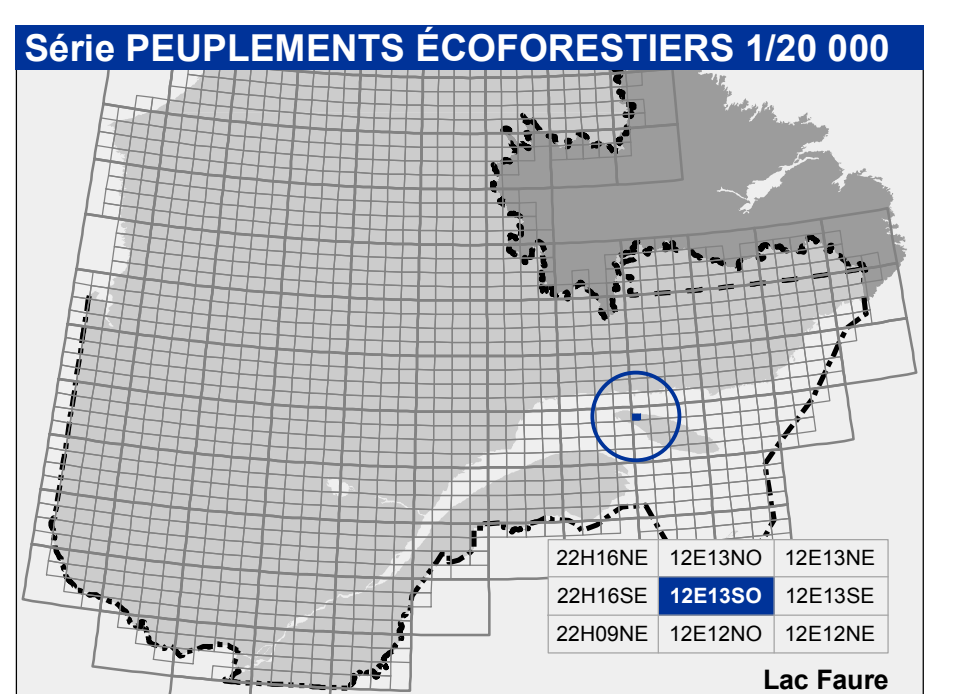 Série PEUPLEMENTS ÉCOFORESTIERS 1/20 000
22H16NE 12E13NO 12E13NE
22H16SE 12E13SO 12E13SE
22H09NE 12E12NO 12E12NE
Lac Faure